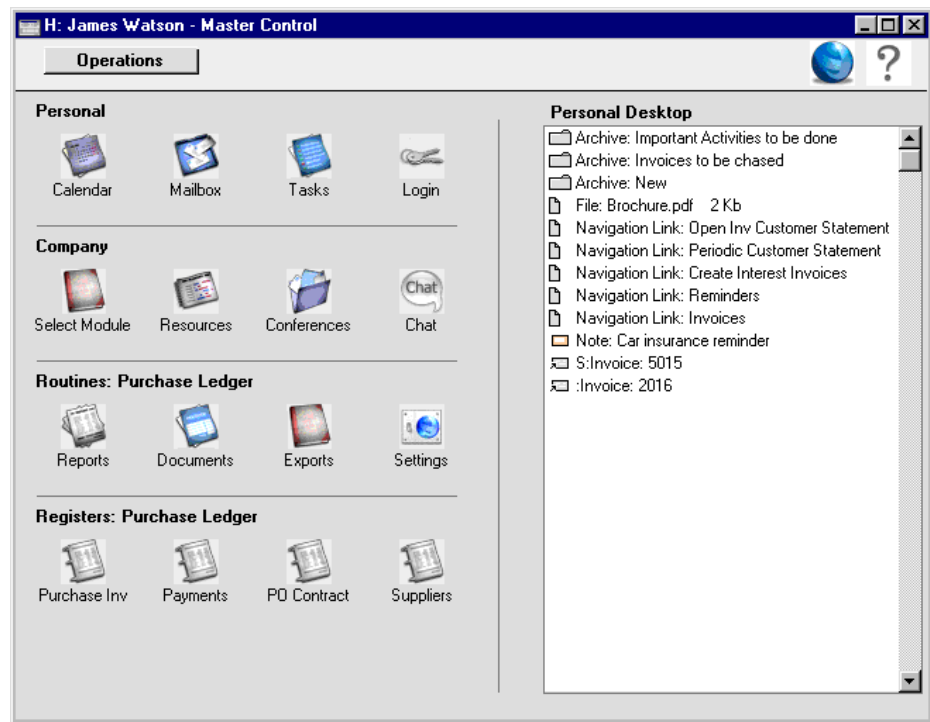 H: James Watson - Master Control
Operations
?
Personal
Calendar Mailbox Tasks Login
Company
Chat
Select Module Resources Conferences Chat
Routines: Purchase Ledger
Reports Documents Exports Settings
Registers: Purchase Ledger
Purchase Inv Payments PO Contract Suppliers
Personal Desktop
Archive: Important Activities to be done
Archive: Invoices to be chased
Archive: New
File: Brochure.pdf 2 Kb
Navigation Link: Open Inv Customer Statement
Navigation Link: Periodic Customer Statement
Navigation Link: Create Interest Invoices
Navigation Link: Reminders
Navigation Link: Invoices
Note: Car insurance reminder
S:Invoice: 5015
:Invoice: 2016